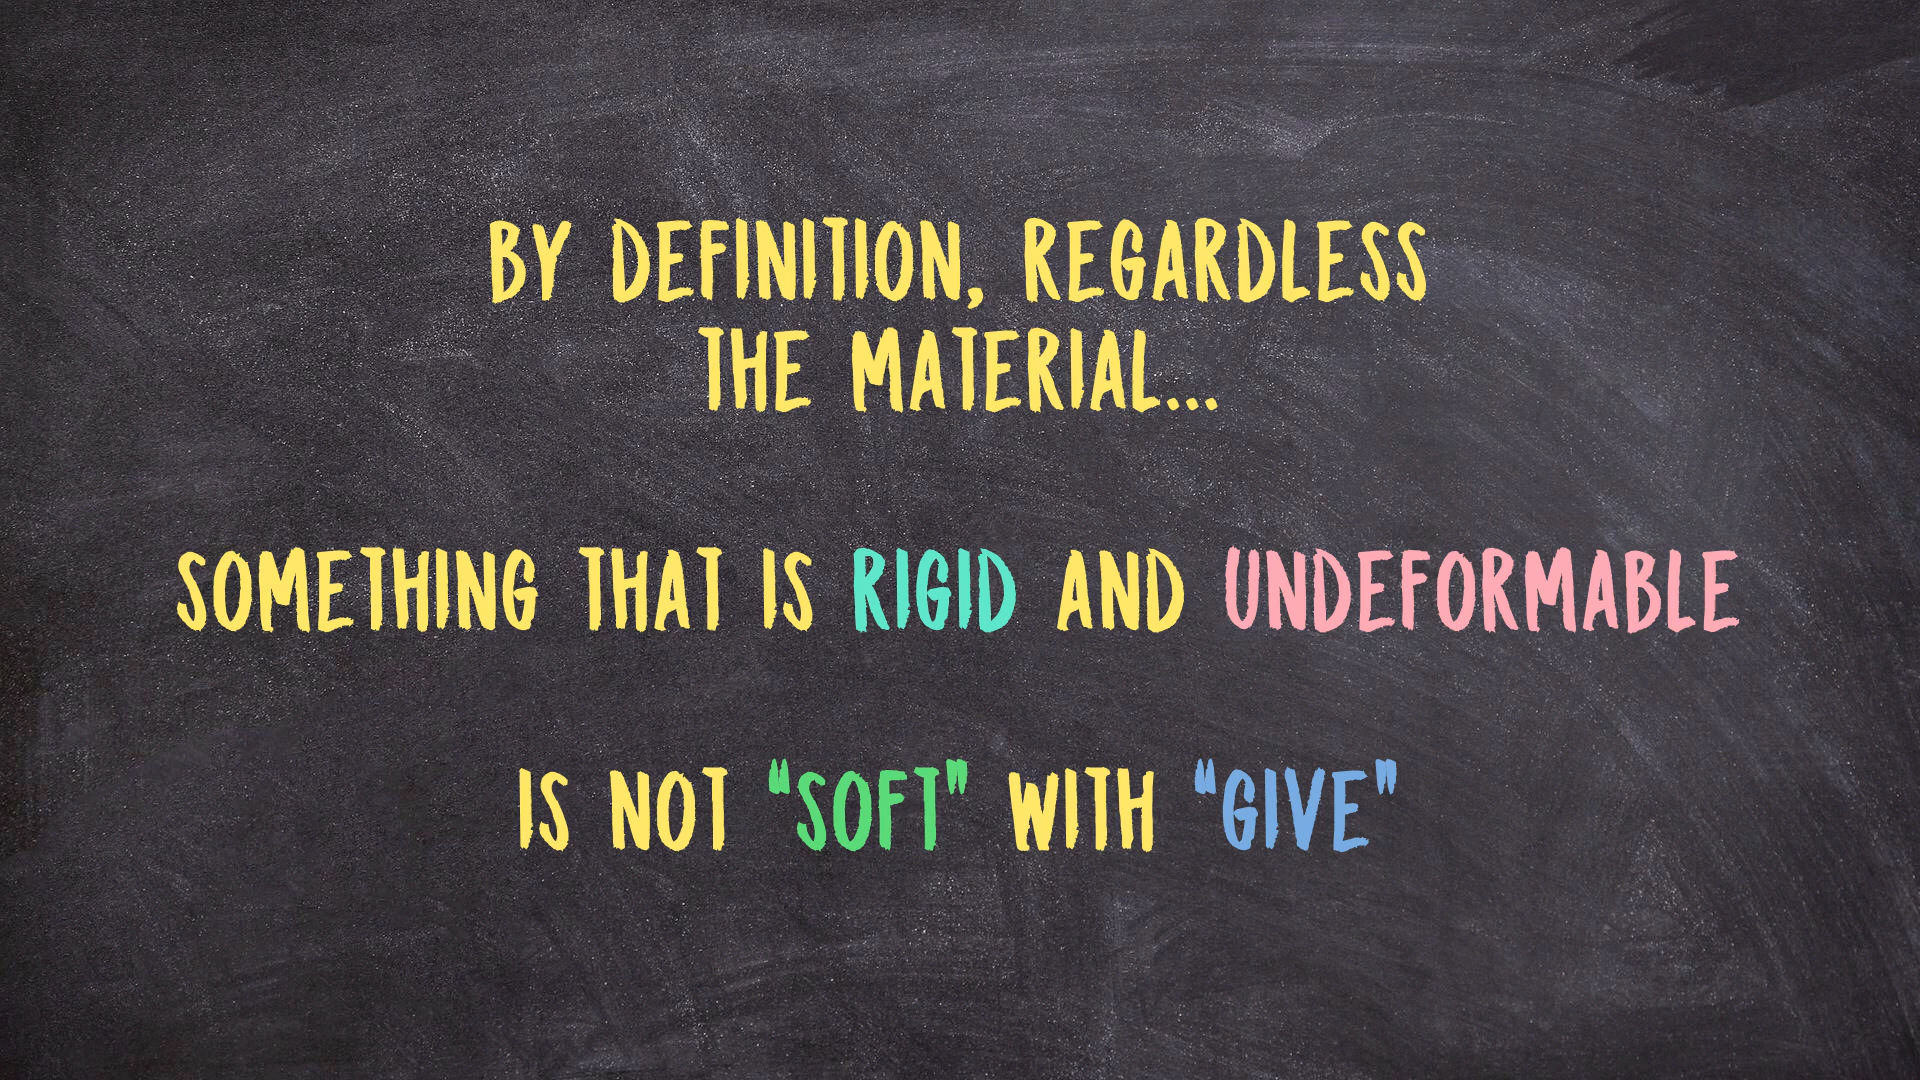 BY DEFINITION, REGARDLESS
THE MATERIAL...
SOMETHING THAT IS RIGID AND UNDEFORMABLE
IS NOT “SOFT” WITH “GIVE”